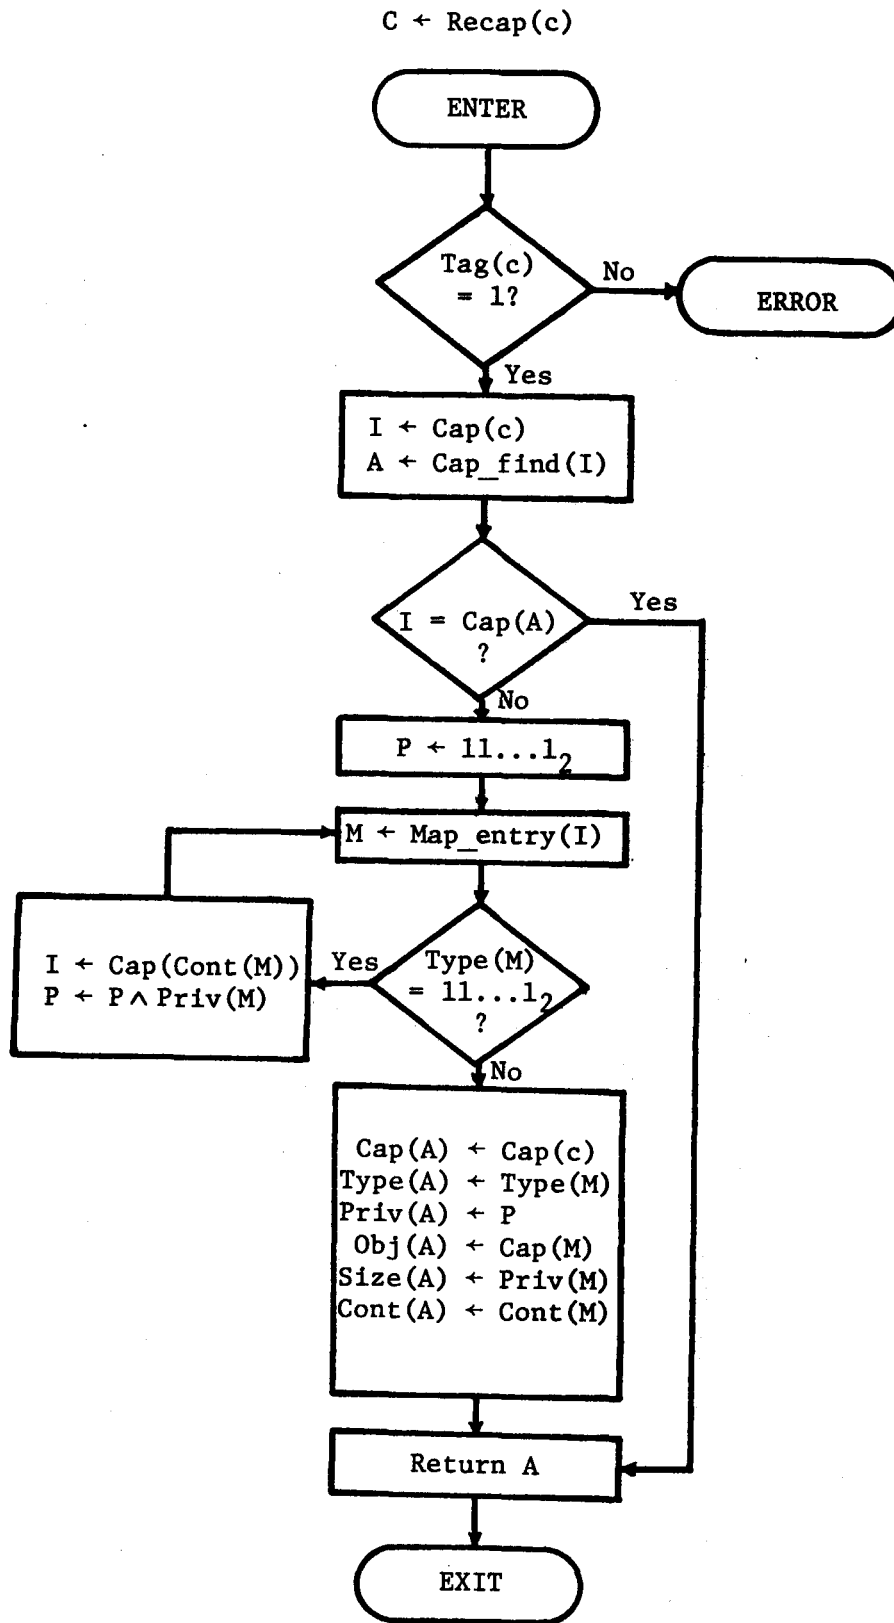 C ← Recap(c)
ENTER
Tag(c)
= 1?
No
ERROR
Yes
I ← Cap(c)
A ← Cap_find(I)
I = Cap(A)
?
Yes
No
P ← 11...1₂
M ← Map_entry(I)
I ← Cap(Cont(M))
P ← P ∧ Priv(M)
Yes
Type(M)
= 11...1₂
?
No
Cap(A) ← Cap(c)
Type(A) ← Type(M)
Priv(A) ← P
Obj(A) ← Cap(M)
Size(A) ← Priv(M)
Cont(A) ← Cont(M)
Return A
EXIT